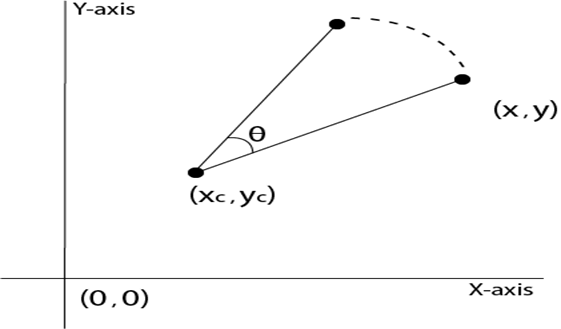 Y-axis
θ
(x,y)
(xc,yc)
(0,0)
X-axis